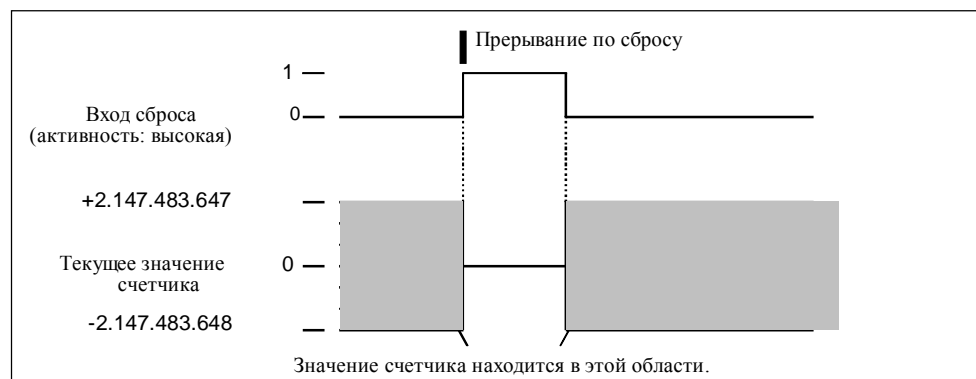 Прерывание по сбросу
1
0
Вход сброса
(активность: высокая)
+2.147.483.647
Текущее значение
счетчика
0
-2.147.483.648
Значение счетчика находится в этой области.